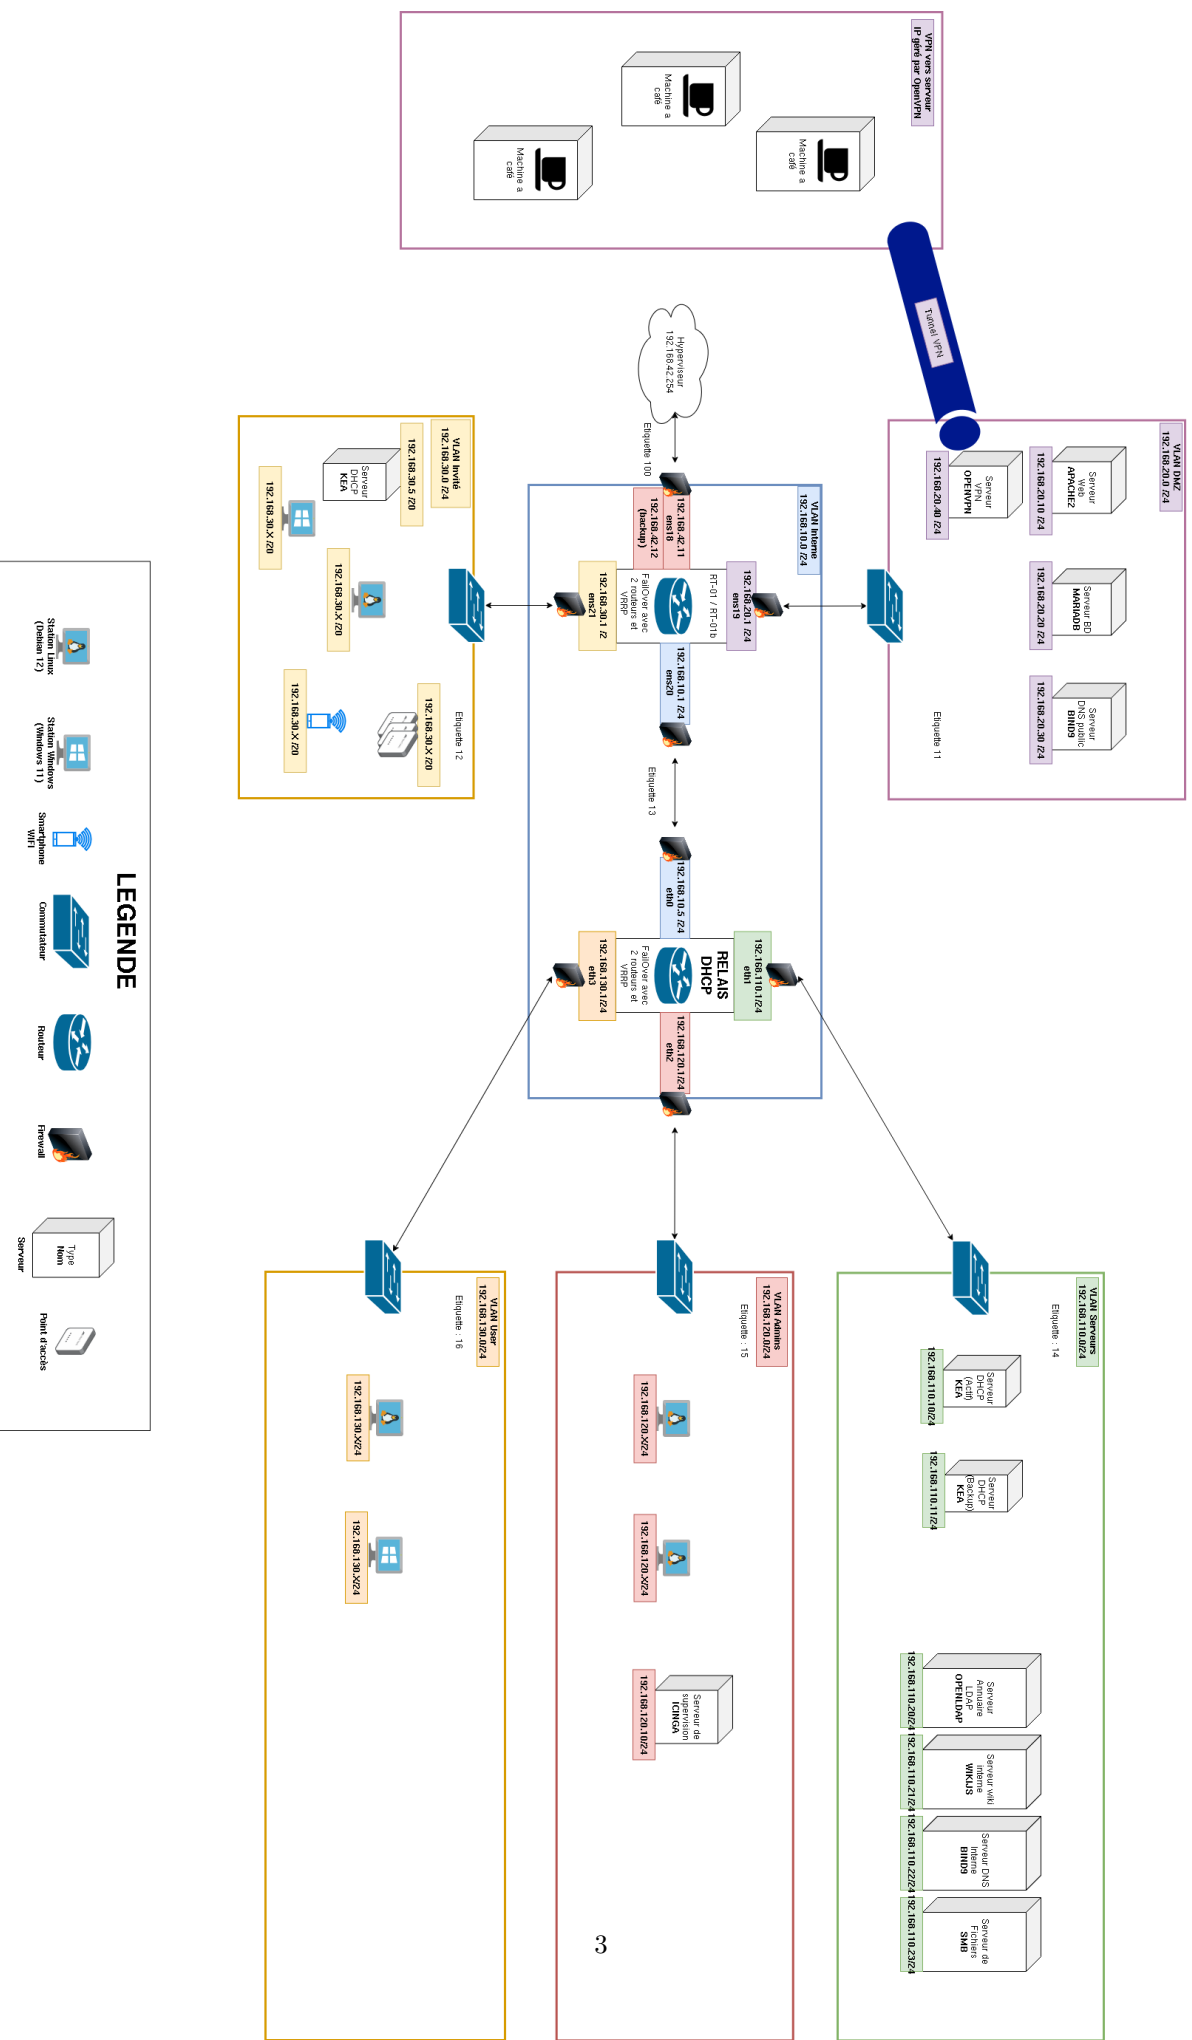 VPN vers serveur
IP géré par OpenVPN
Machine a
café
Machine a
café
Machine a
café
Tunnel VPN
VLAN DMZ
192.168.20.0 /24
Serveur
Web
APACHE2
192.168.20.10 /24
Serveur BD
MARIADB
192.168.20.20 /24
Serveur
DNS public
BIND9
192.168.20.30 /24
Serveur
VPN
OPENVPN
192.168.20.40 /24
Etiquette 11
Hyperviseur
192.168.42.254
Etiquette 100
VLAN Interne
192.168.10.0 /24
192.168.42.11
ens18
192.168.42.12
(backup)
192.168.20.1 /24
ens19
RT-01 / RT-01b
FailOver avec
2 routeurs et
VRRP
192.168.30.1 /2
ens21
192.168.10.1 /24
ens20
Etiquette 13
192.168.10.5 /24
eth0
192.168.110.1/24
eth1
RELAIS
DHCP
FailOver avec
2 routeurs et
VRRP
192.168.130.1/24
eth3
192.168.120.1/24
eth2
VLAN Invité
192.168.30.0 /24
192.168.30.5 /20
Serveur
DHCP
KEA
192.168.30.X /20
192.168.30.X /20
192.168.30.X /20
192.168.30.X /20
Etiquette 12
VLAN Serveurs
192.168.110.0/24
Etiquette : 14
Serveur
DHCP
(Actif)
KEA
192.168.110.10/24
Serveur
DHCP
(Backup)
KEA
192.168.110.11/24
Serveur
Annuaire
LDAP
OPENLDAP
192.168.110.20/24
Serveur wiki
interne
WIKIJS
192.168.110.21/24
Serveur DNS
Interne
BIND9
192.168.110.22/24
Serveur de
Fichiers
SMB
192.168.110.23/24
VLAN Admins
192.168.120.0/24
Etiquette : 15
192.168.120.X/24
192.168.120.X/24
Serveur de
supervision
ICINGA
192.168.120.10/24
VLAN User
192.168.130.0/24
Etiquette : 16
192.168.130.X/24
192.168.130.X/24
LEGENDE
Station Linux
(Debian 12)
Station Windows
(Windows 11)
Smartphone
WIFI
Commutateur
Routeur
Firewall
Type
Nom
Serveur
Point d'accès
3